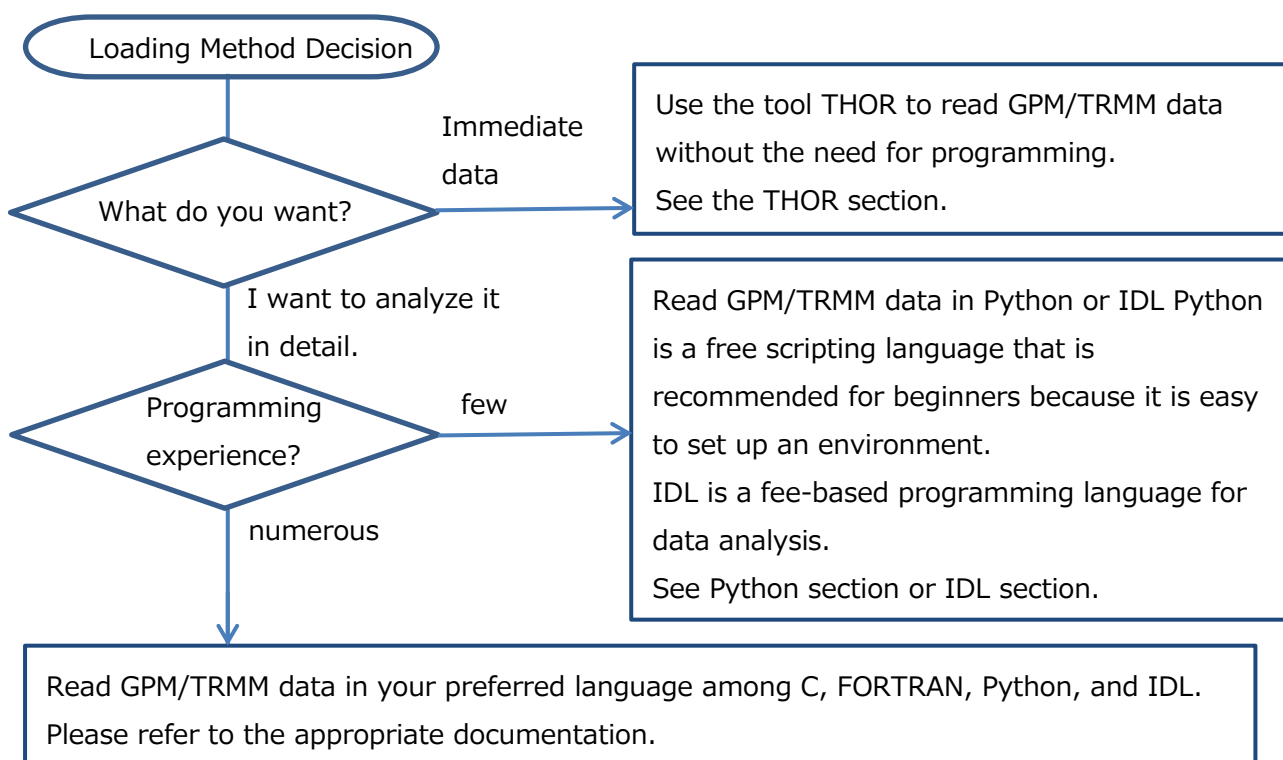 Loading Method Decision
Immediate
data
Use the tool THOR to read GPM/TRMM data
without the need for programming.
See the THOR section.
What do you want?
I want to analyze it
in detail.
Read GPM/TRMM data in Python or IDL Python
is a free scripting language that is
recommended for beginners because it is easy
to set up an environment.
IDL is a fee-based programming language for
data analysis.
See Python section or IDL section.
Programming
experience?
few
numerous
Read GPM/TRMM data in your preferred language among C, FORTRAN, Python, and IDL.
Please refer to the appropriate documentation.